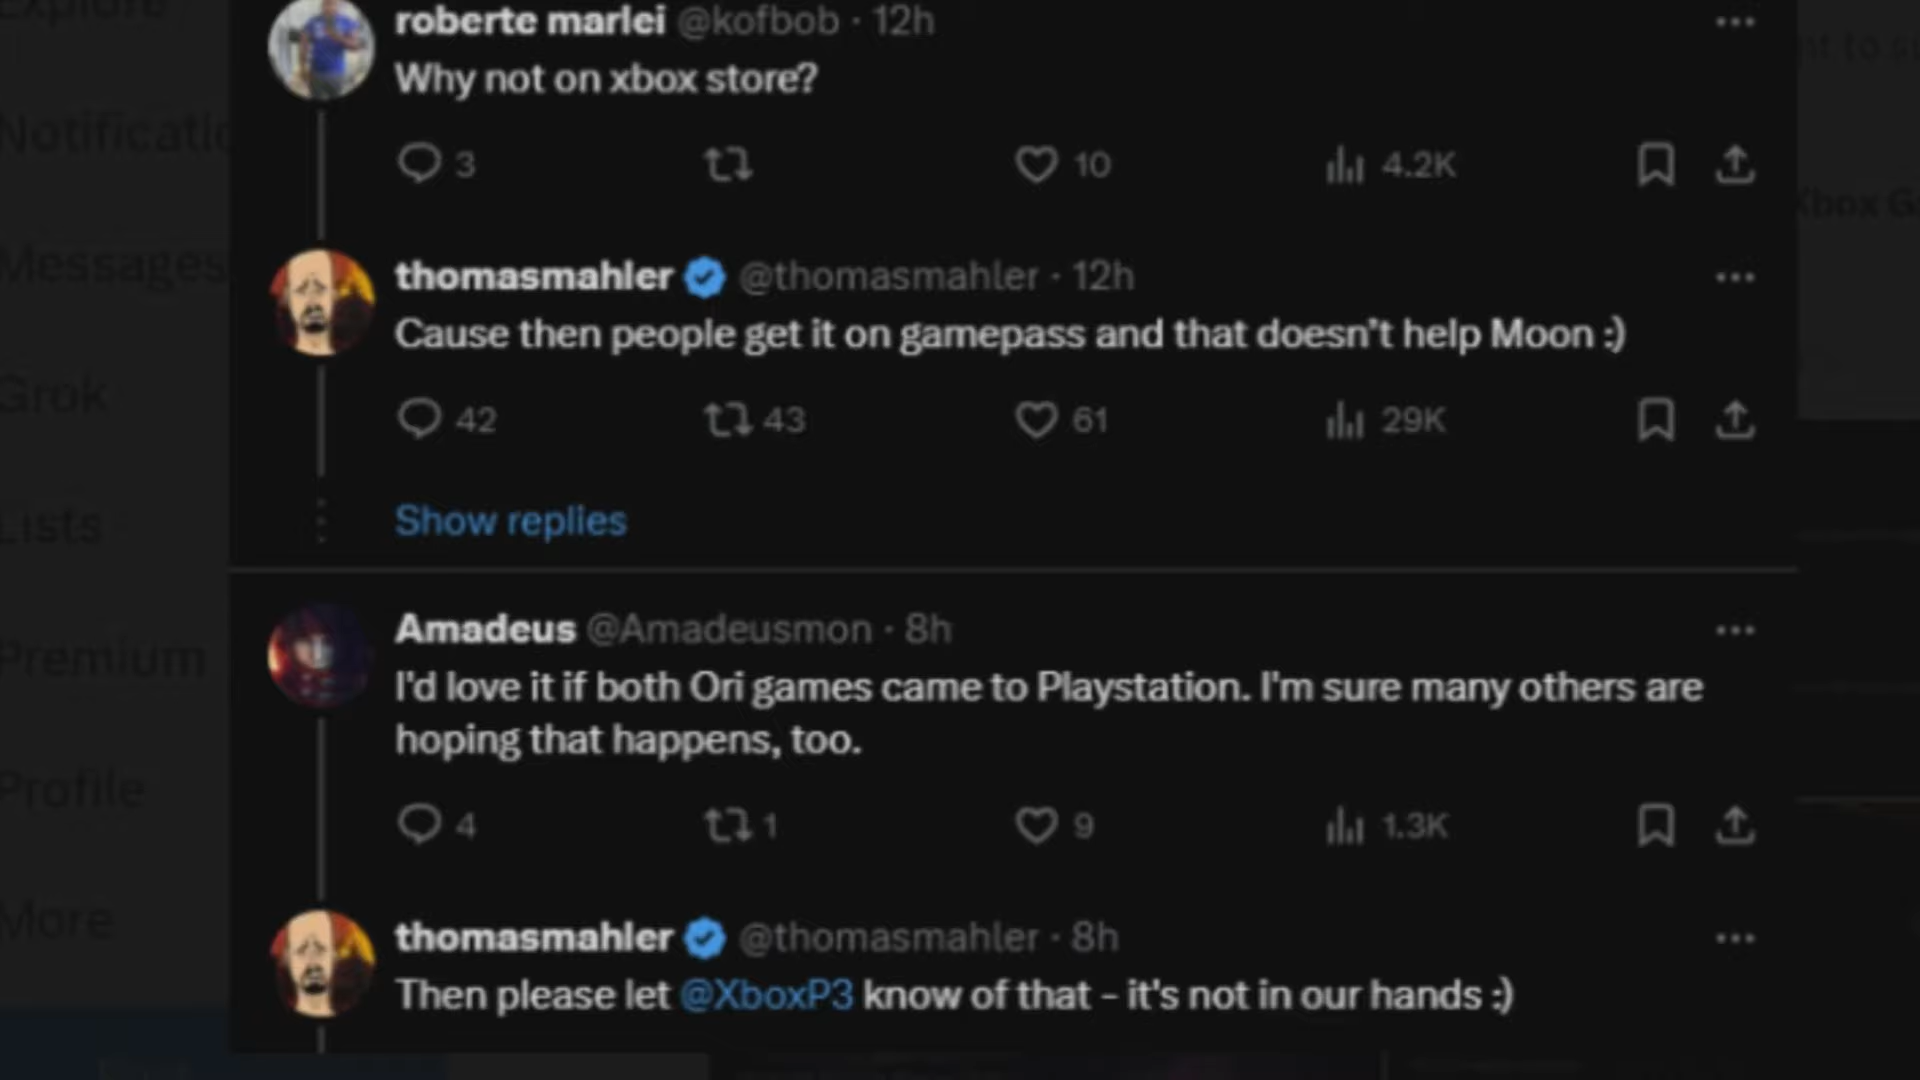 Explore
roberte marlei @kofbob · 12h
Why not on xbox store?
3 10 4.2K
Messages
thomasmahler @thomasmahler · 12h
Cause then people get it on gamepass and that doesn't help Moon :)
Grok
42 43 61 29K
Lists
Show replies
Premium
Amadeus @Amadeusmon · 8h
I'd love it if both Ori games came to Playstation. I'm sure many others are
hoping that happens, too.
Profile
4 1 9 1.3K
More
thomasmahler @thomasmahler · 8h
Then please let @XboxP3 know of that - it's not in our hands :)